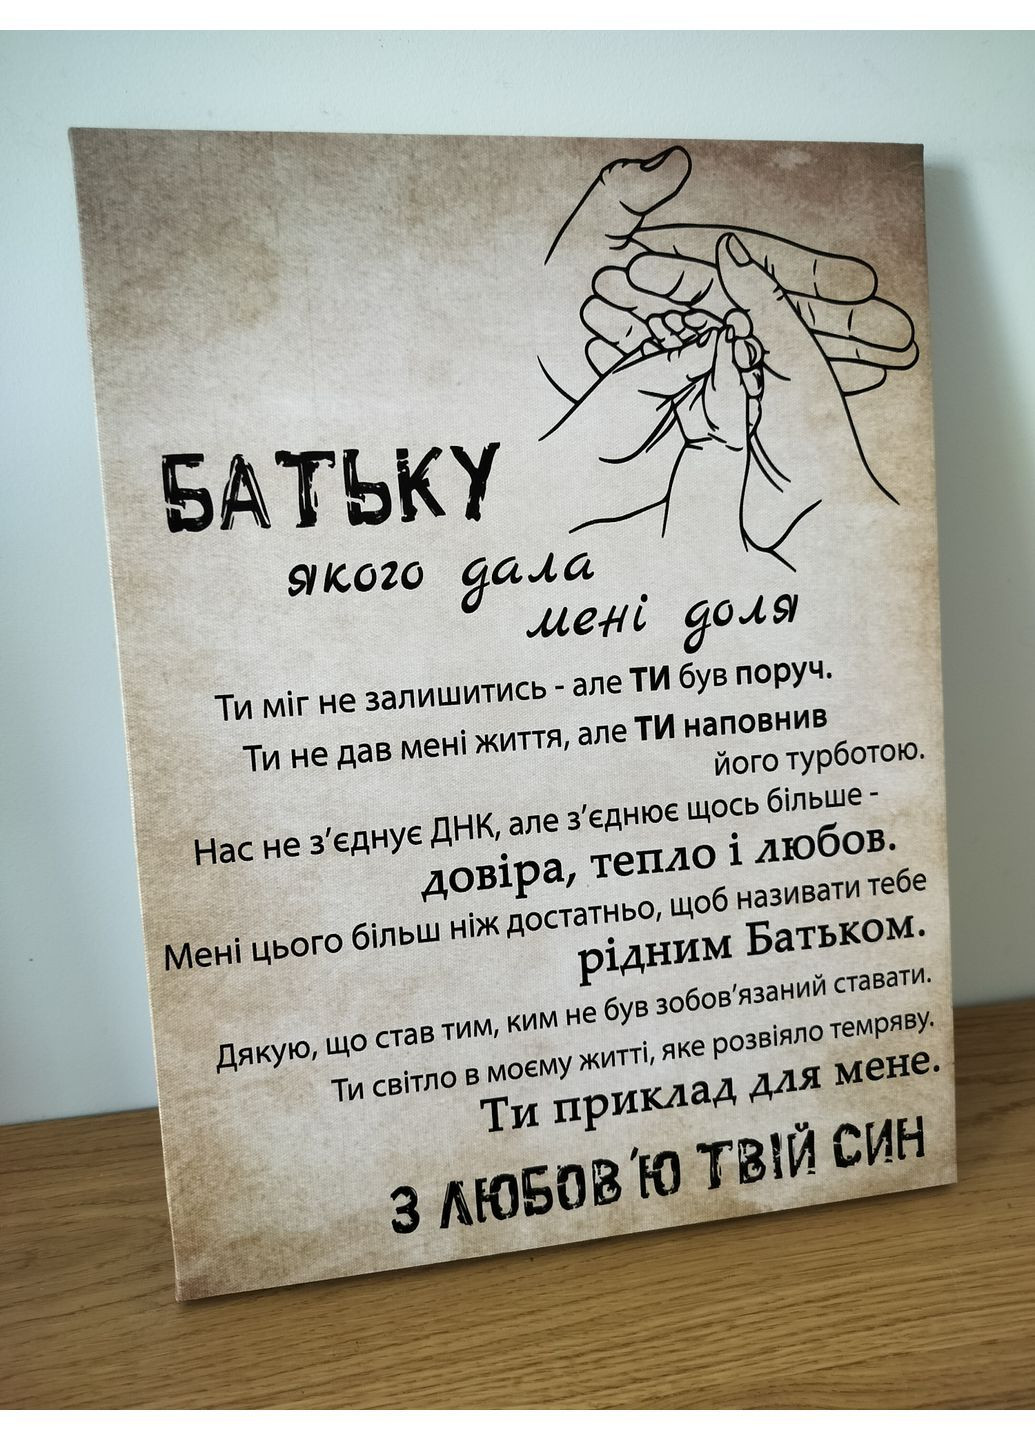 БАТЬКУ
якого дала
мені доля
Ти міг не залишитись - але ТИ був поруч.
Ти не дав мені життя, але ТИ наповнив
його турботою.
Нас не з’єднує ДНК, але з’єднює щось більше -
довіра, тепло і любов.
Мені цього більш ніж достатньо, щоб називати тебе
рідним Батьком.
Дякую, що став тим, ким не був зобов’язаний ставати.
Ти світло в моєму житті, яке розвіяло темряву.
Ти приклад для мене.
З ЛЮБОВ'Ю ТВІЙ СИН